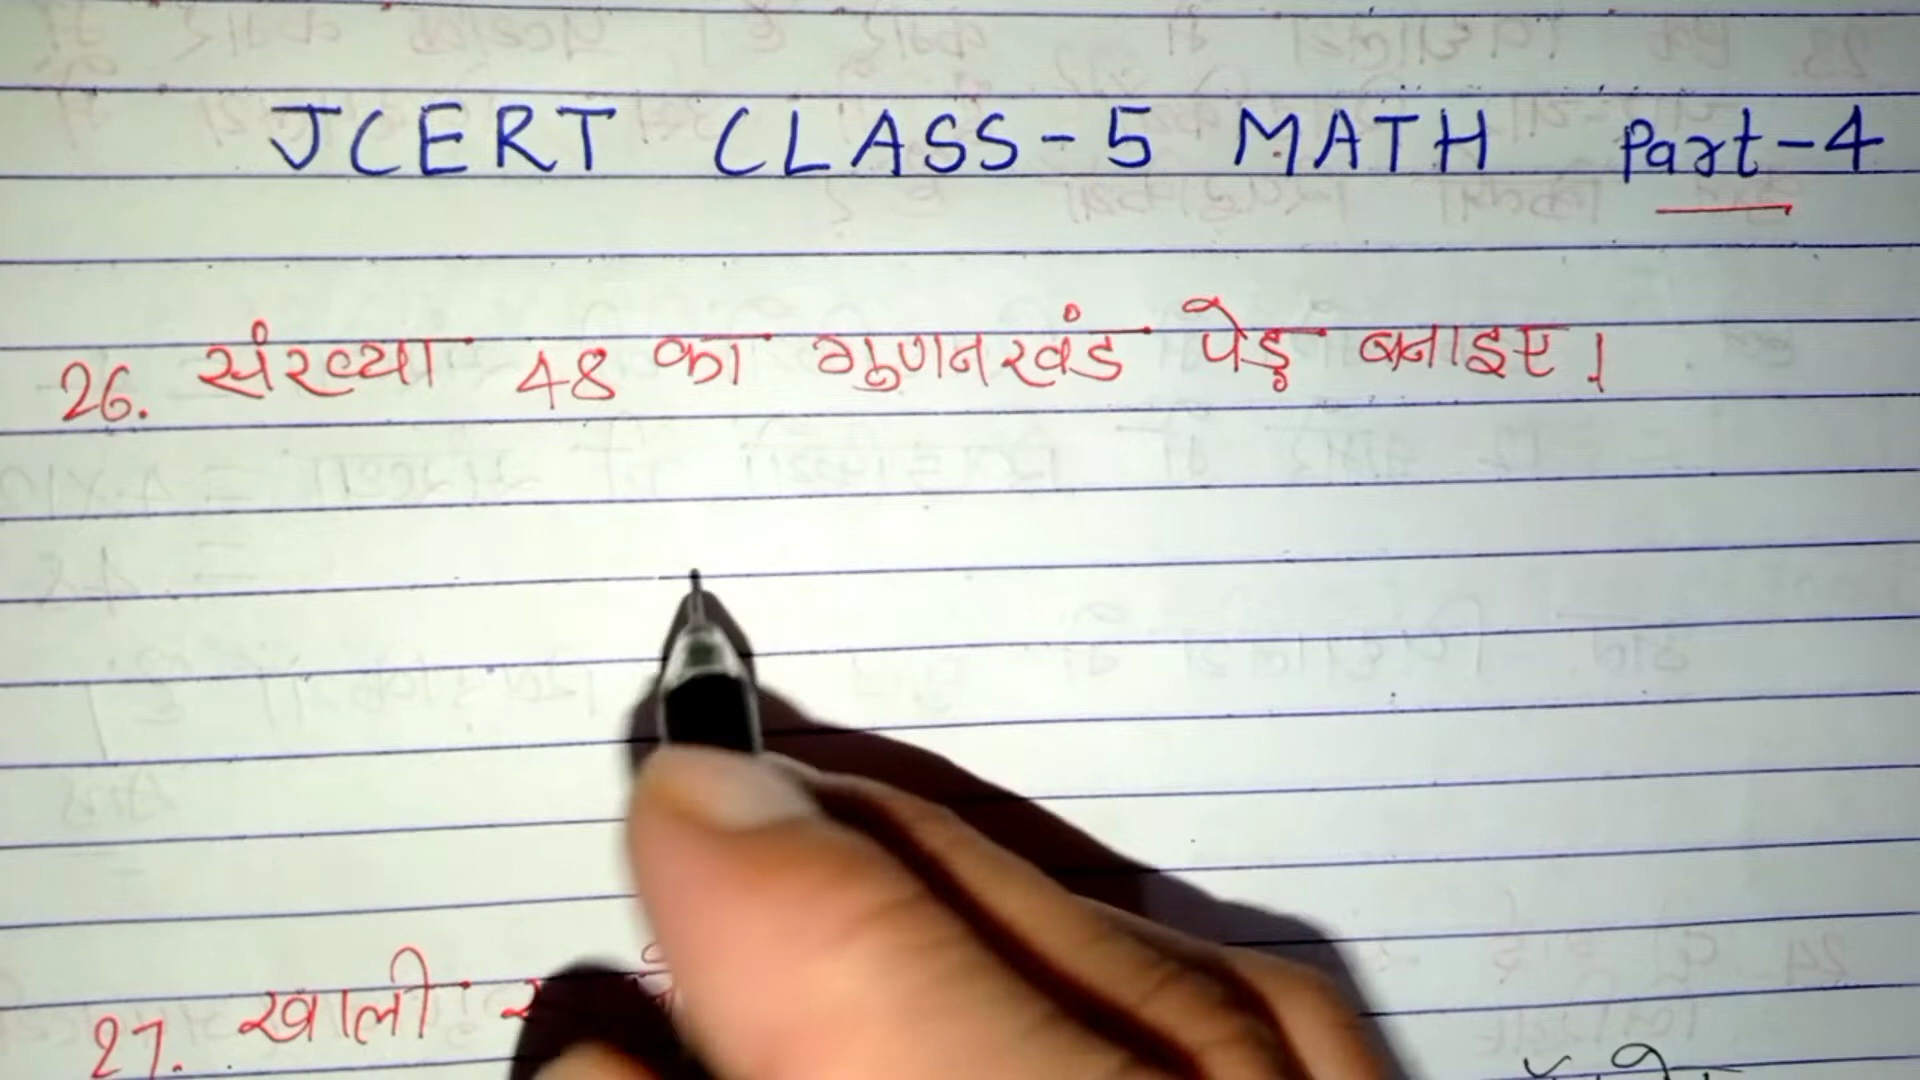 JCERT CLASS-5 MATH Part-4
26. संख्या 48 का गुणनखंड पेड़ बनाइए।
27. खाली